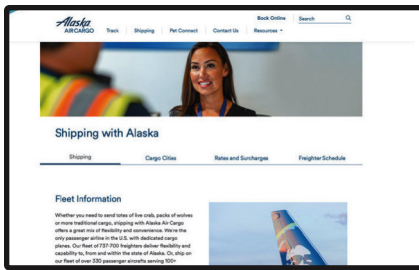 Book Online Search
Alaska
AIR CARGO Track Shipping Pet Connect Contact Us Resources
Shipping with Alaska
Shipping Cargo Cities Rates and Surcharges Freighter Schedule
Fleet Information
Whether you need to send totes of live crab, packs of wolves
or more traditional cargo, shipping with Alaska Air Cargo
offers a great mix of flexibility and convenience. We're the
only passenger airline in the U.S. with dedicated cargo
planes. Our fleet of 737-700 freighters deliver flexibility and
capability to, from and within the state of Alaska. Or, ship on
our fleet of over 330 passenger aircrafts serving 100+